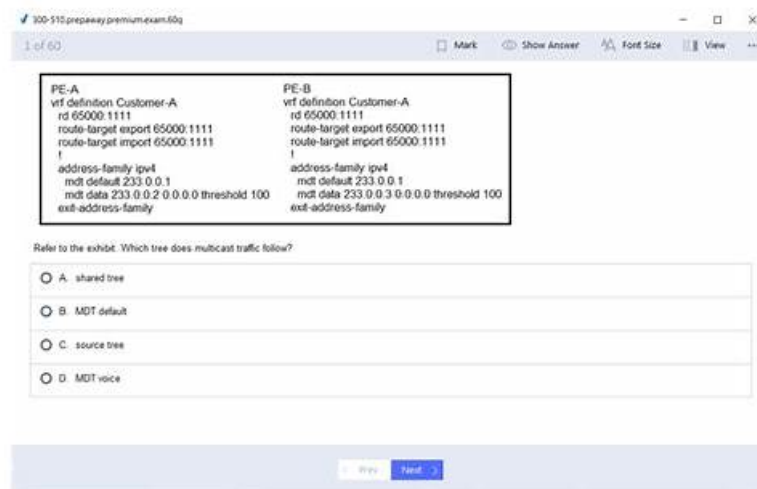 300-510.prepaway.premium.exam.60q
1 of 60
Mark
Show Answer
Font Size
View
PE-A
vrf definition Customer-A
rd 65000:1111
route-target export 65000:1111
route-target import 65000:1111
!
address-family ipv4
mdt default 233.0.0.1
mdt data 233.0.0.2 0.0.0.0 threshold 100
exit-address-family
PE-B
vrf definition Customer-A
rd 65000:1111
route-target export 65000:1111
route-target import 65000:1111
!
address-family ipv4
mdt default 233.0.0.1
mdt data 233.0.0.3 0.0.0.0 threshold 100
exit-address-family
Refer to the exhibit. Which tree does multicast traffic follow?
A. shared tree
B. MDT default
C. source tree
D. MDT voice
Prev
Next